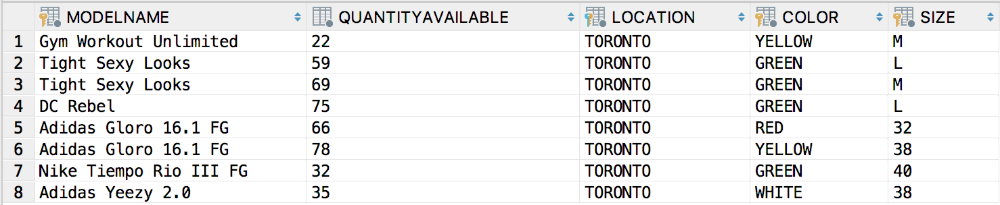 MODELNAME QUANTITYAVAILABLE LOCATION COLOR SIZE
1 Gym Workout Unlimited 22 TORONTO YELLOW M
2 Tight Sexy Looks 59 TORONTO GREEN L
3 Tight Sexy Looks 69 TORONTO GREEN M
4 DC Rebel 75 TORONTO GREEN L
5 Adidas Gloro 16.1 FG 66 TORONTO RED 32
6 Adidas Gloro 16.1 FG 78 TORONTO YELLOW 38
7 Nike Tiempo Rio III FG 32 TORONTO GREEN 40
8 Adidas Yeezy 2.0 35 TORONTO WHITE 38